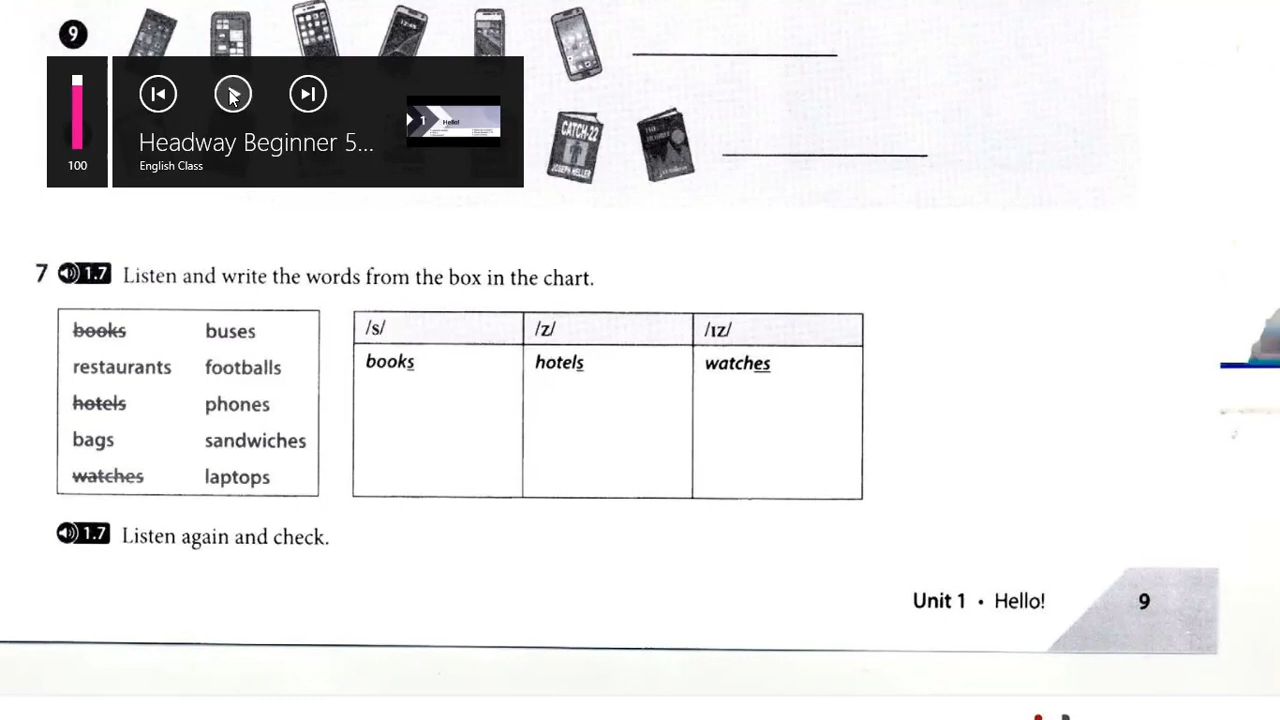 9
100
Headway Beginner 5...
English Class
1 Hello!
CATCH-22
JOSEPH HELLER
7 1.7 Listen and write the words from the box in the chart.
books buses
restaurants footballs
hotels phones
bags sandwiches
watches laptops
/s/ /z/ /ɪz/
books hotels watches
1.7 Listen again and check.
Unit 1 • Hello! 9